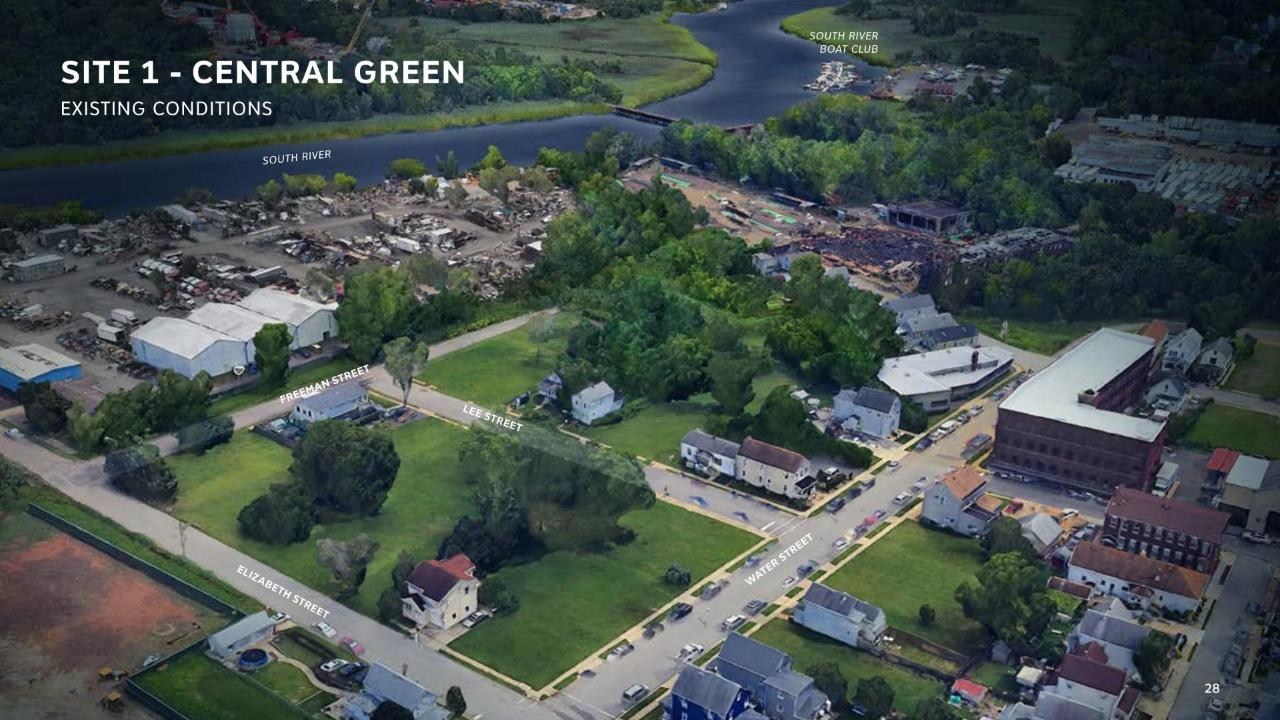 SITE 1 - CENTRAL GREEN
EXISTING CONDITIONS
SOUTH RIVER
BOAT CLUB
SOUTH RIVER
FREEMAN STREET
LEE STREET
WATER STREET
ELIZABETH STREET
28